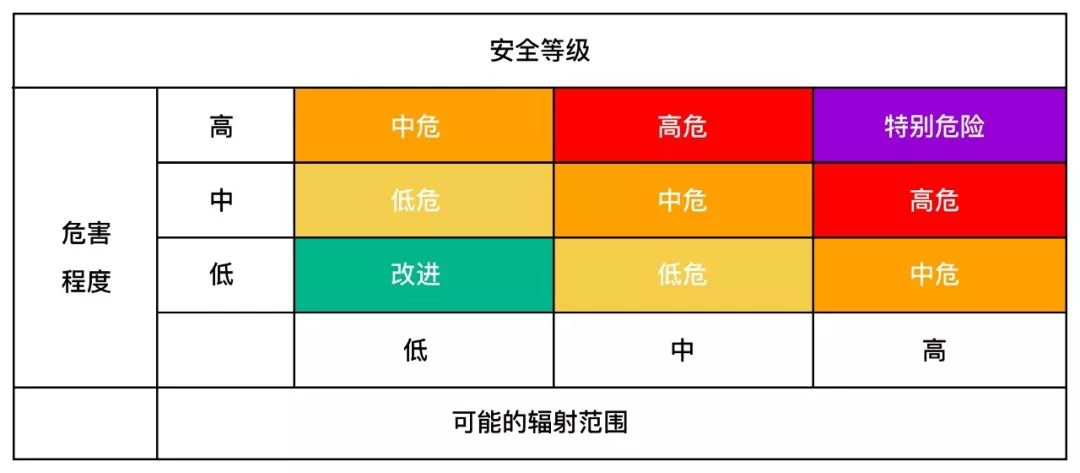 安全等级
高 中危 高危 特别危险
中 低危 中危 高危
危害
程度
低 改进 低危 中危
低 中 高
可能的辐射范围